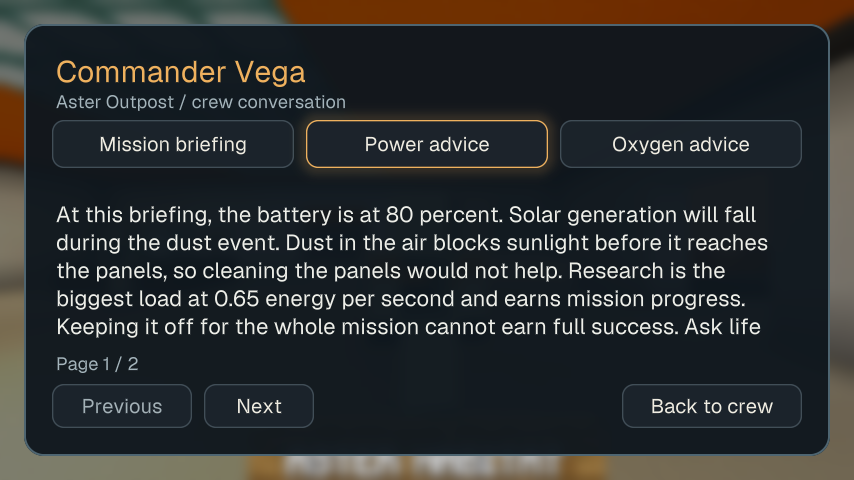 Commander Vega
Aster Outpost / crew conversation
Mission briefing
Power advice
Oxygen advice
At this briefing, the battery is at 80 percent. Solar generation will fall
during the dust event. Dust in the air blocks sunlight before it reaches
the panels, so cleaning the panels would not help. Research is the
biggest load at 0.65 energy per second and earns mission progress.
Keeping it off for the whole mission cannot earn full success. Ask life
Page 1 / 2
Previous
Next
Back to crew